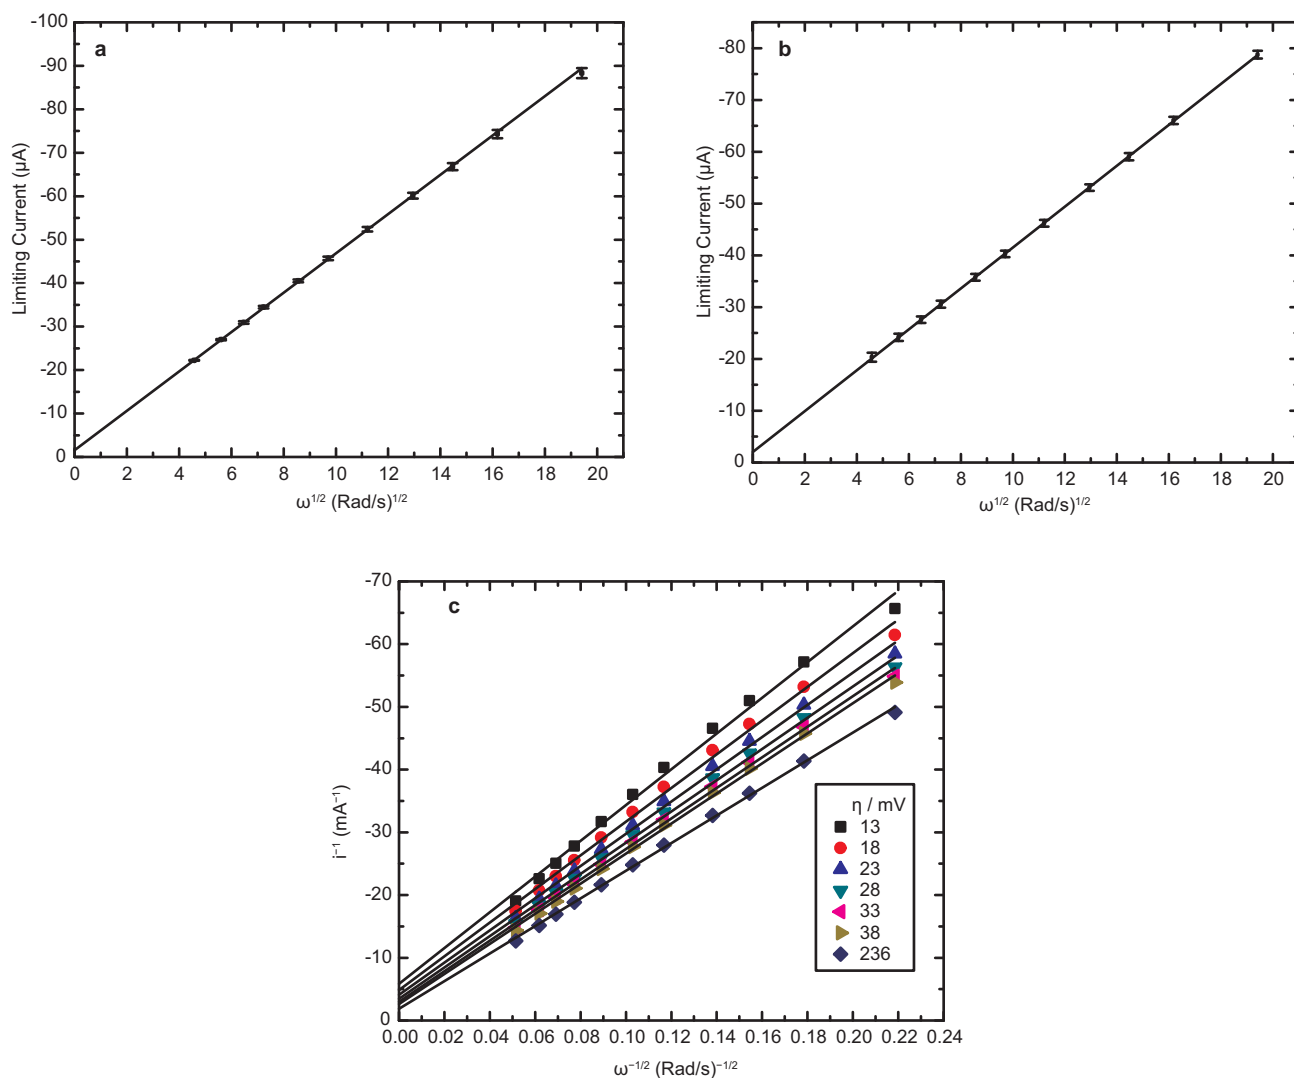 a
-100
-90
-80
-70
-60
-50
-40
-30
-20
-10
0
Limiting Current (µA)
0 2 4 6 8 10 12 14 16 18 20
ω1/2 (Rad/s)1/2
b
-80
-70
-60
-50
-40
-30
-20
-10
0
Limiting Current (µA)
0 2 4 6 8 10 12 14 16 18 20
ω1/2 (Rad/s)1/2
c
-70
-60
-50
-40
-30
-20
-10
0
i−1 (mA−1)
η / mV
13
18
23
28
33
38
236
0.00 0.02 0.04 0.06 0.08 0.10 0.12 0.14 0.16 0.18 0.20 0.22 0.24
ω−1/2 (Rad/s)−1/2